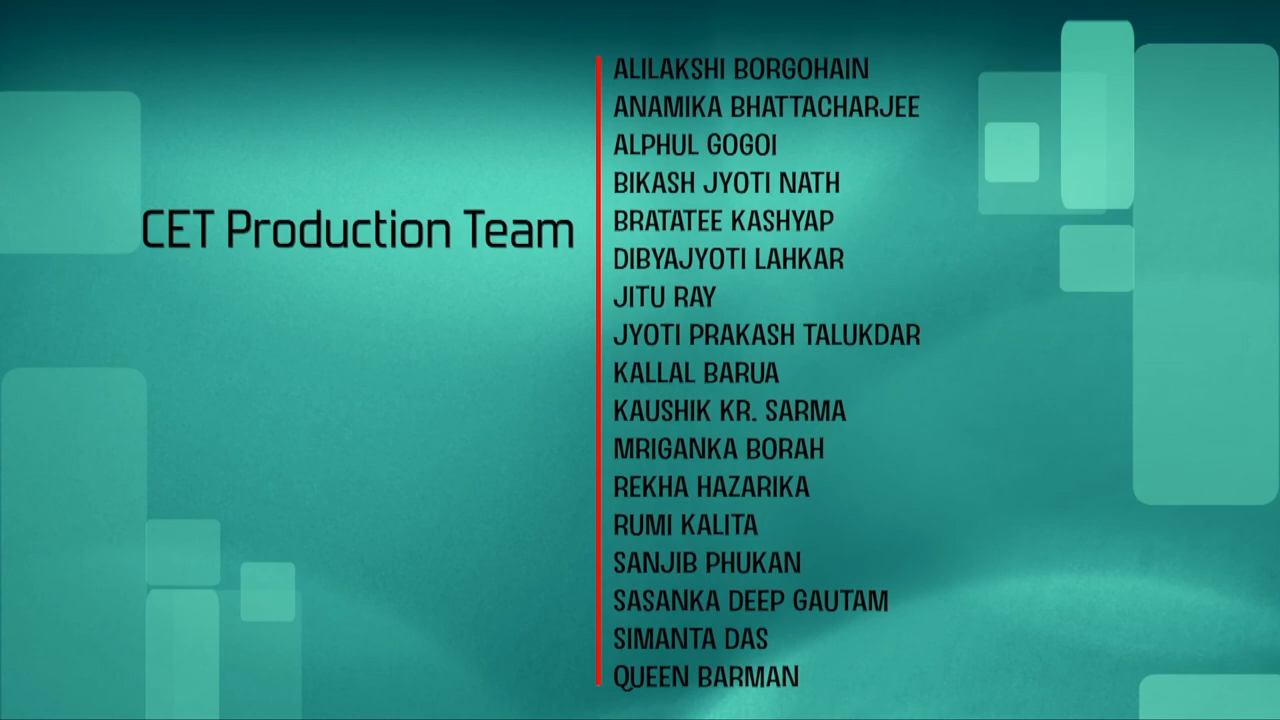 CET Production Team
ALILAKSHI BORGOHAIN
ANAMIKA BHATTACHARJEE
ALPHUL GOGOI
BIKASH JYOTI NATH
BRATATEE KASHYAP
DIBYAJYOTI LAHKAR
JITU RAY
JYOTI PRAKASH TALUKDAR
KALLAL BARUA
KAUSHIK KR. SARMA
MRIGANKA BORAH
REKHA HAZARIKA
RUMI KALITA
SANJIB PHUKAN
SASANKA DEEP GAUTAM
SIMANTA DAS
QUEEN BARMAN